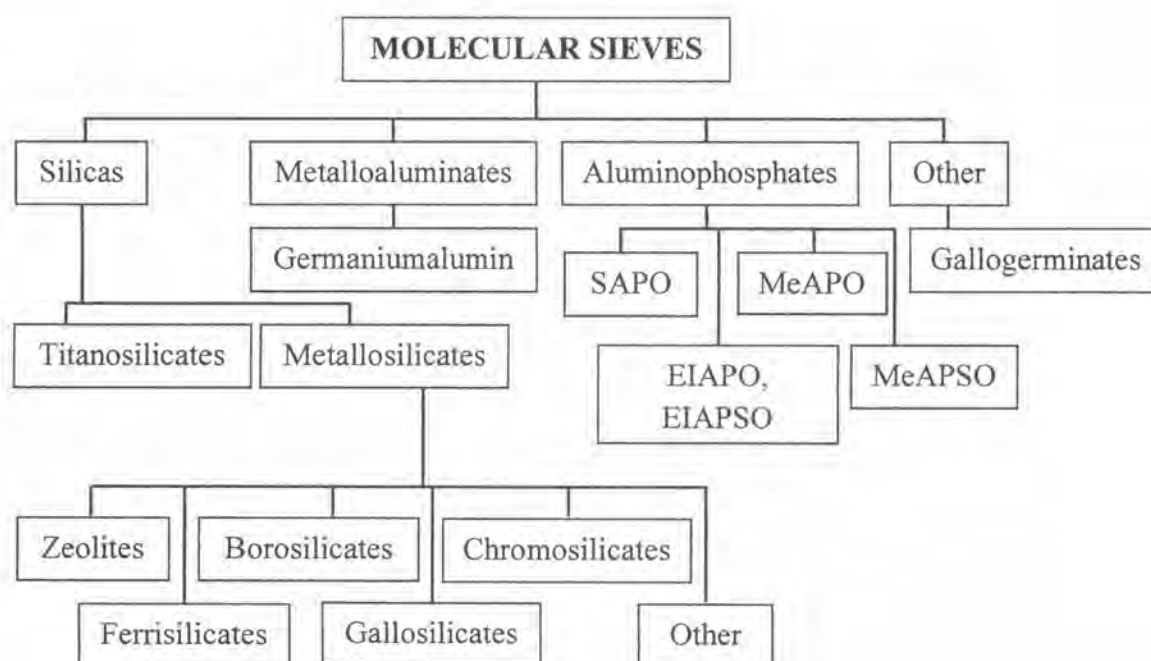 MOLECULAR SIEVES
Silicas
Metalloaluminates
Aluminophosphates
Other
Germaniumalumin
SAPO
MeAPO
Gallogerminates
Titanosilicates
Metallosilicates
EIAPO,
EIAPSO
MeAPSO
Zeolites
Borosilicates
Chromosilicates
Ferrisilicates
Gallosilicates
Other